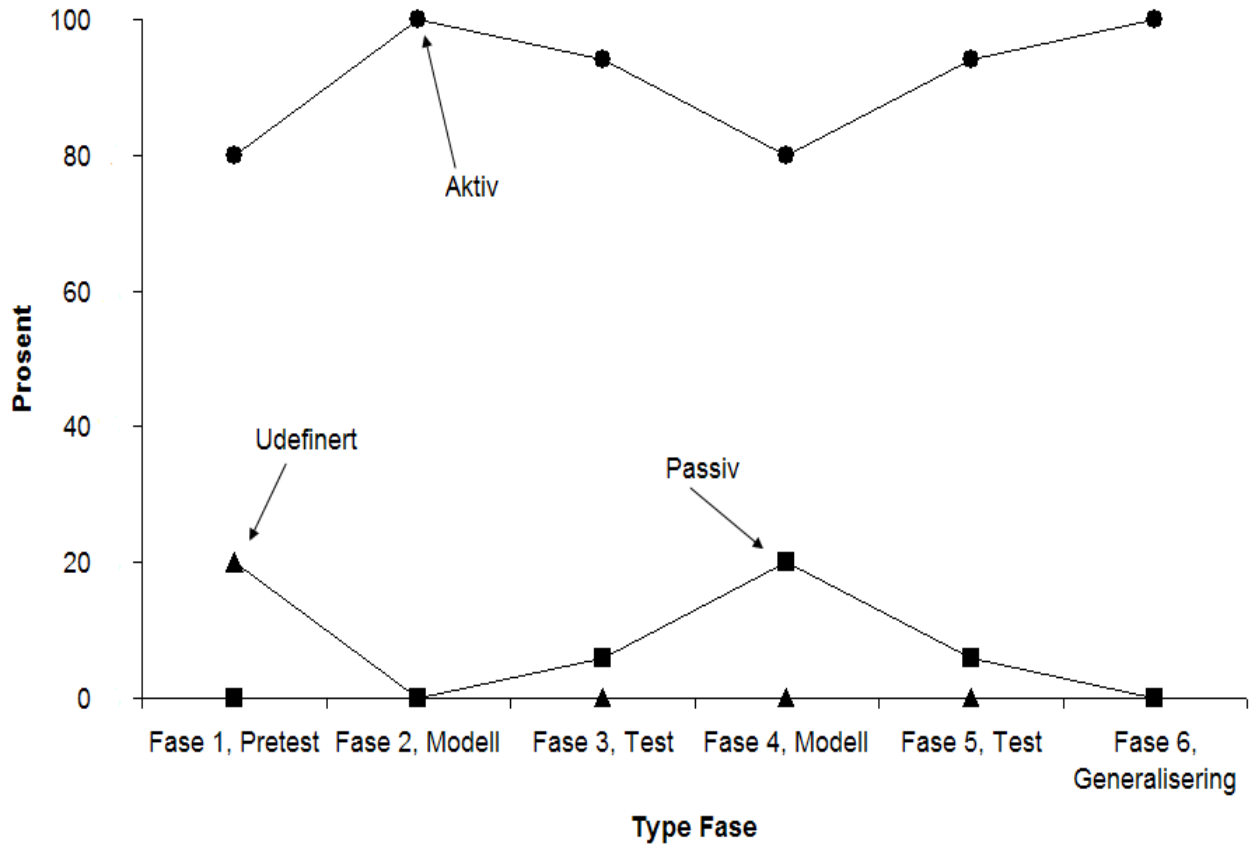 100
80
60
40
20
0
Prosent
Aktiv
Udefinert
Passiv
Fase 1, Pretest
Fase 2, Modell
Fase 3, Test
Fase 4, Modell
Fase 5, Test
Fase 6,
Generalisering
Type Fase